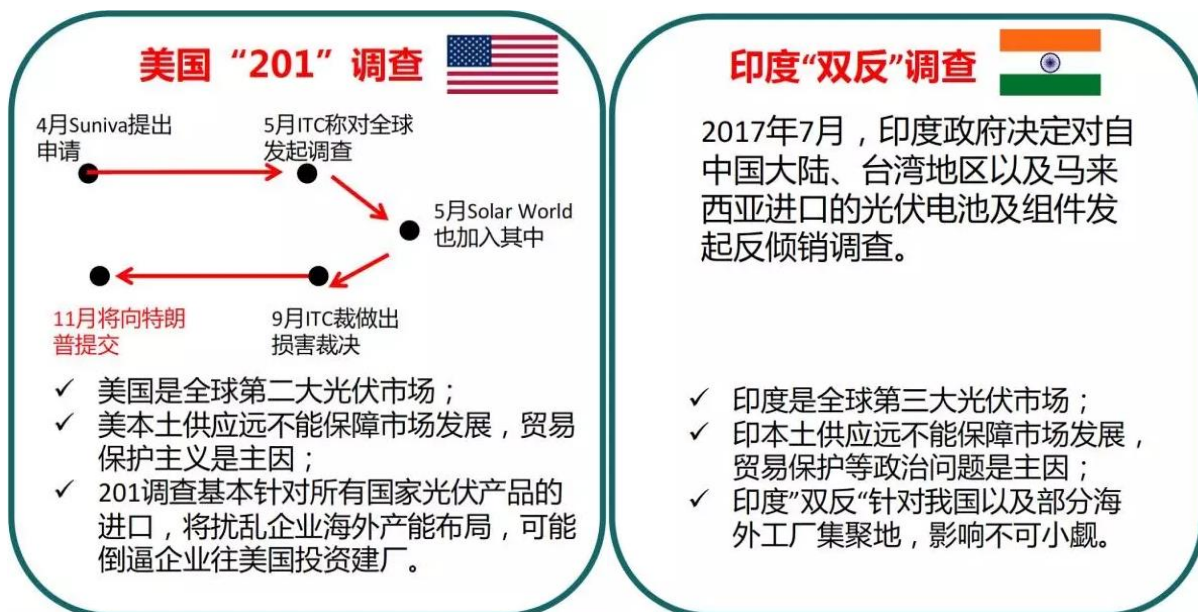 美国“201”调查
4月Suniva提出
申请
5月ITC称对全球
发起调查
5月Solar World
也加入其中
9月ITC裁做出
损害裁决
11月将向特朗
普提交
✓ 美国是全球第二大光伏市场；
✓ 美本土供应远不能保障市场发展，贸易
保护主义是主因；
✓ 201调查基本针对所有国家光伏产品的
进口，将扰乱企业海外产能布局，可能
倒逼企业往美国投资建厂。
印度“双反”调查
2017年7月，印度政府决定对自
中国大陆、台湾地区以及马来
西亚进口的光伏电池及组件发
起反倾销调查。
✓ 印度是全球第三大光伏市场；
✓ 印本土供应远不能保障市场发展，
贸易保护等政治问题是主因；
✓ 印度”双反“针对我国以及部分海
外工厂集聚地，影响不可小觑。